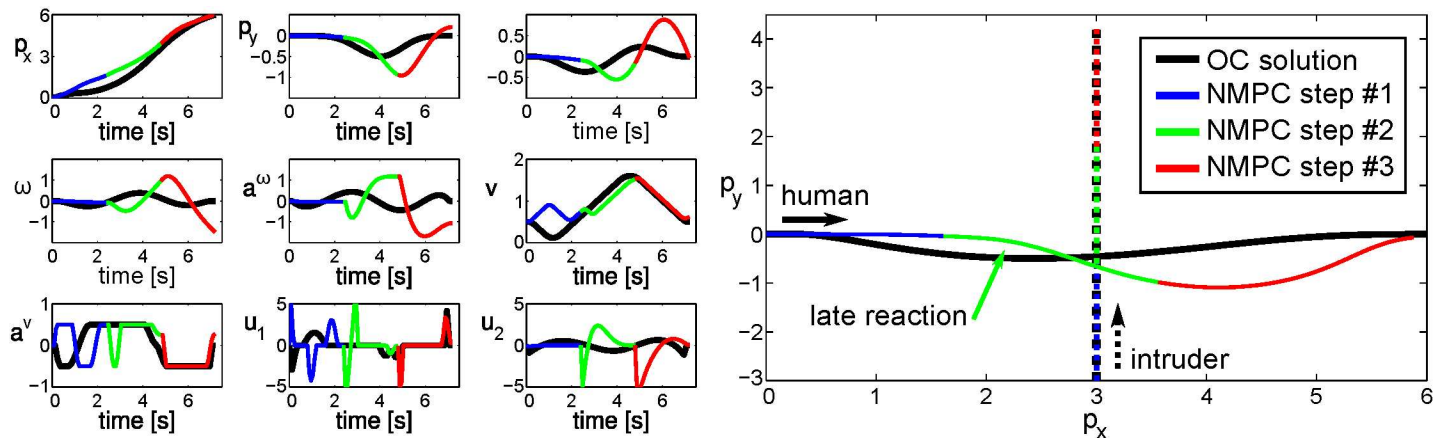 p_x
6
3
0
0 2 4 6
time [s]
p_y
0
−0.5
−1
0 2 4 6
time [s]
0.5
0
−0.5
0 2 4 6
time [s]
ω
1
0
−1
0 2 4 6
time [s]
a^ω
1
0
−1
0 2 4 6
time [s]
v
2
1
0
0 2 4 6
time [s]
a^v
1
0
−1
0 2 4 6
time [s]
u_1
5
0
−5
0 2 4 6
time [s]
u_2
5
0
−5
0 2 4 6
time [s]
OC solution
NMPC step #1
NMPC step #2
NMPC step #3
p_y
4
3
2
1
0
−1
−2
−3
human
late reaction
intruder
0 1 2 3 4 5 6
p_x